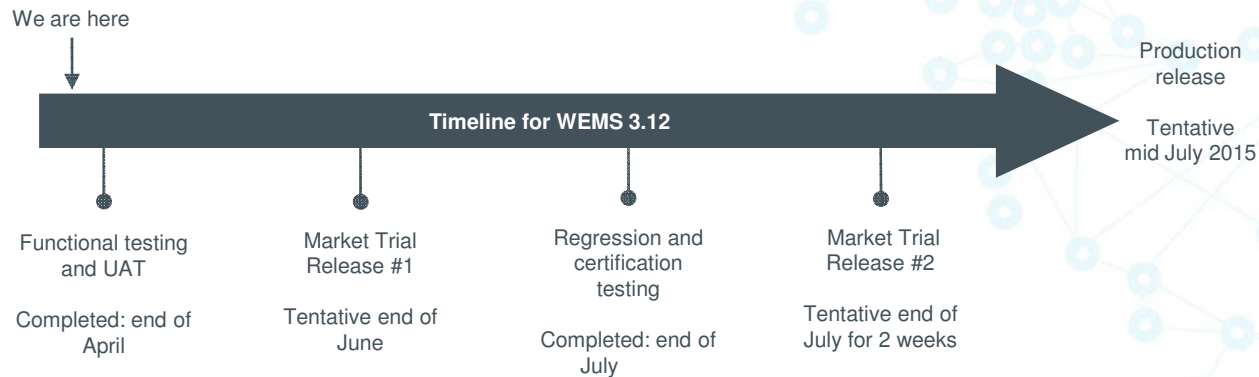 We are here
Production
release
Tentative
mid July 2015
Timeline for WEMS 3.12
Functional testing
and UAT
Completed: end of
April
Market Trial
Release #1
Tentative end of
June
Regression and
certification
testing
Completed: end of
July
Market Trial
Release #2
Tentative end of
July for 2 weeks